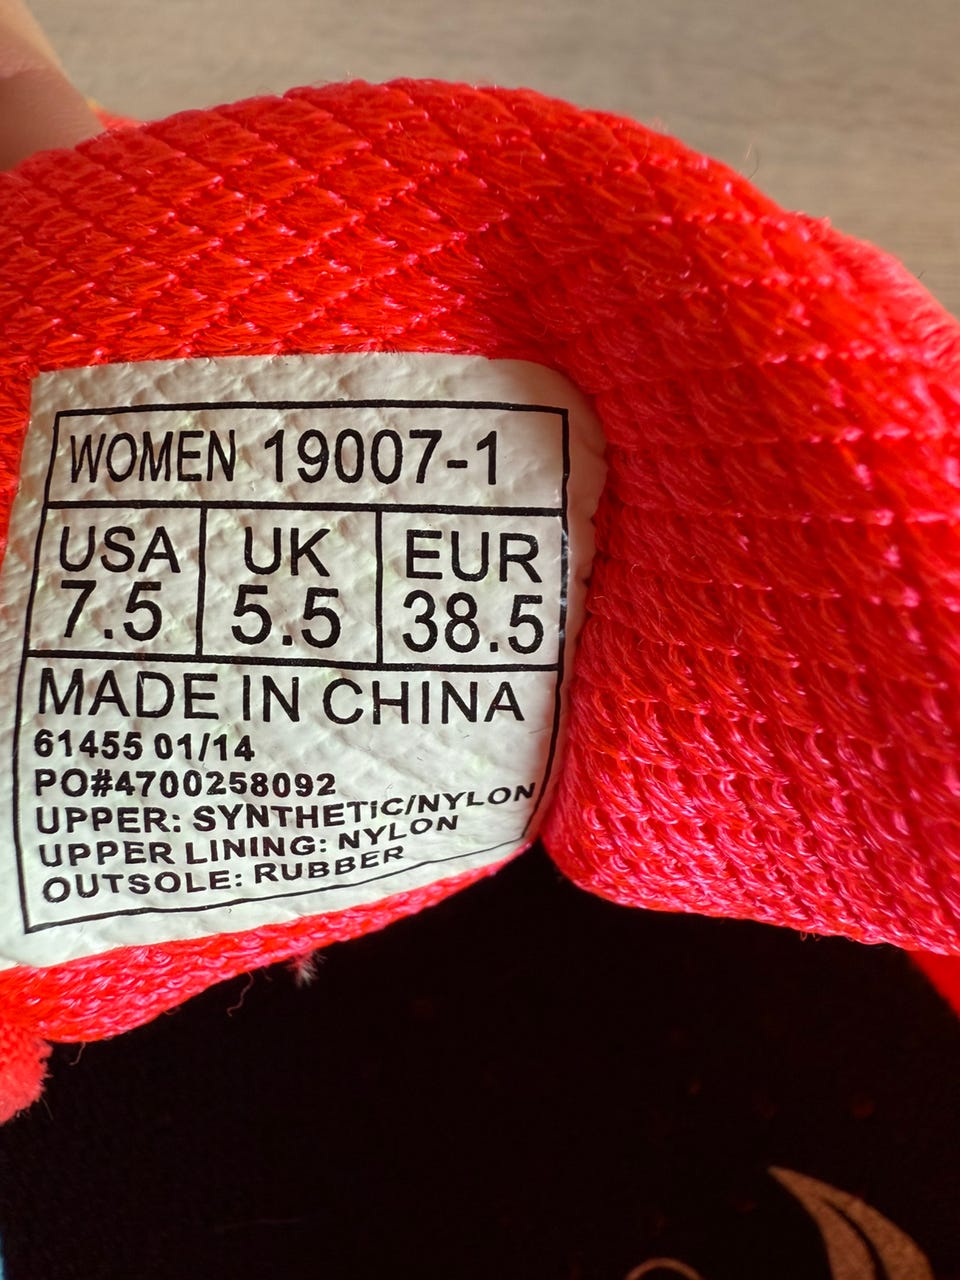 WOMEN 19007-1
USA UK EUR
7.5 5.5 38.5
MADE IN CHINA
61455 01/14
PO#4700258092
UPPER: SYNTHETIC/NYLON
UPPER LINING: NYLON
OUTSOLE: RUBBER